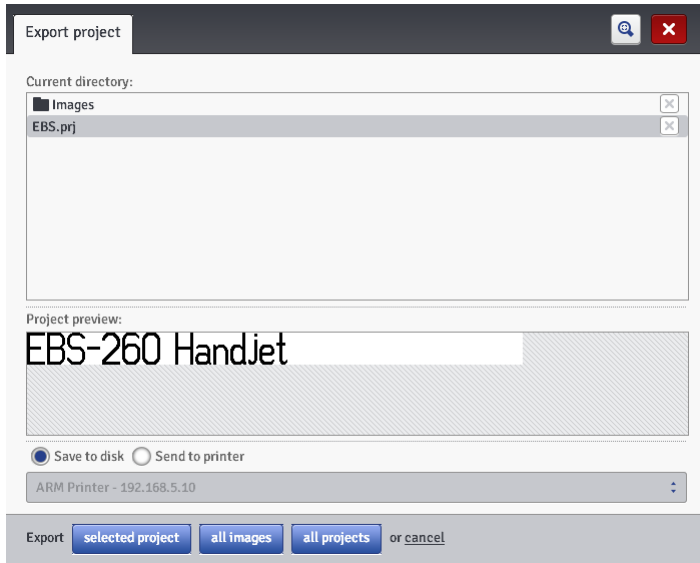 Export project
Current directory:
Images
EBS.prj
Project preview:
EBS-260 HandJet
Save to disk Send to printer
ARM Printer - 192.168.5.10
Export selected project all images all projects or cancel